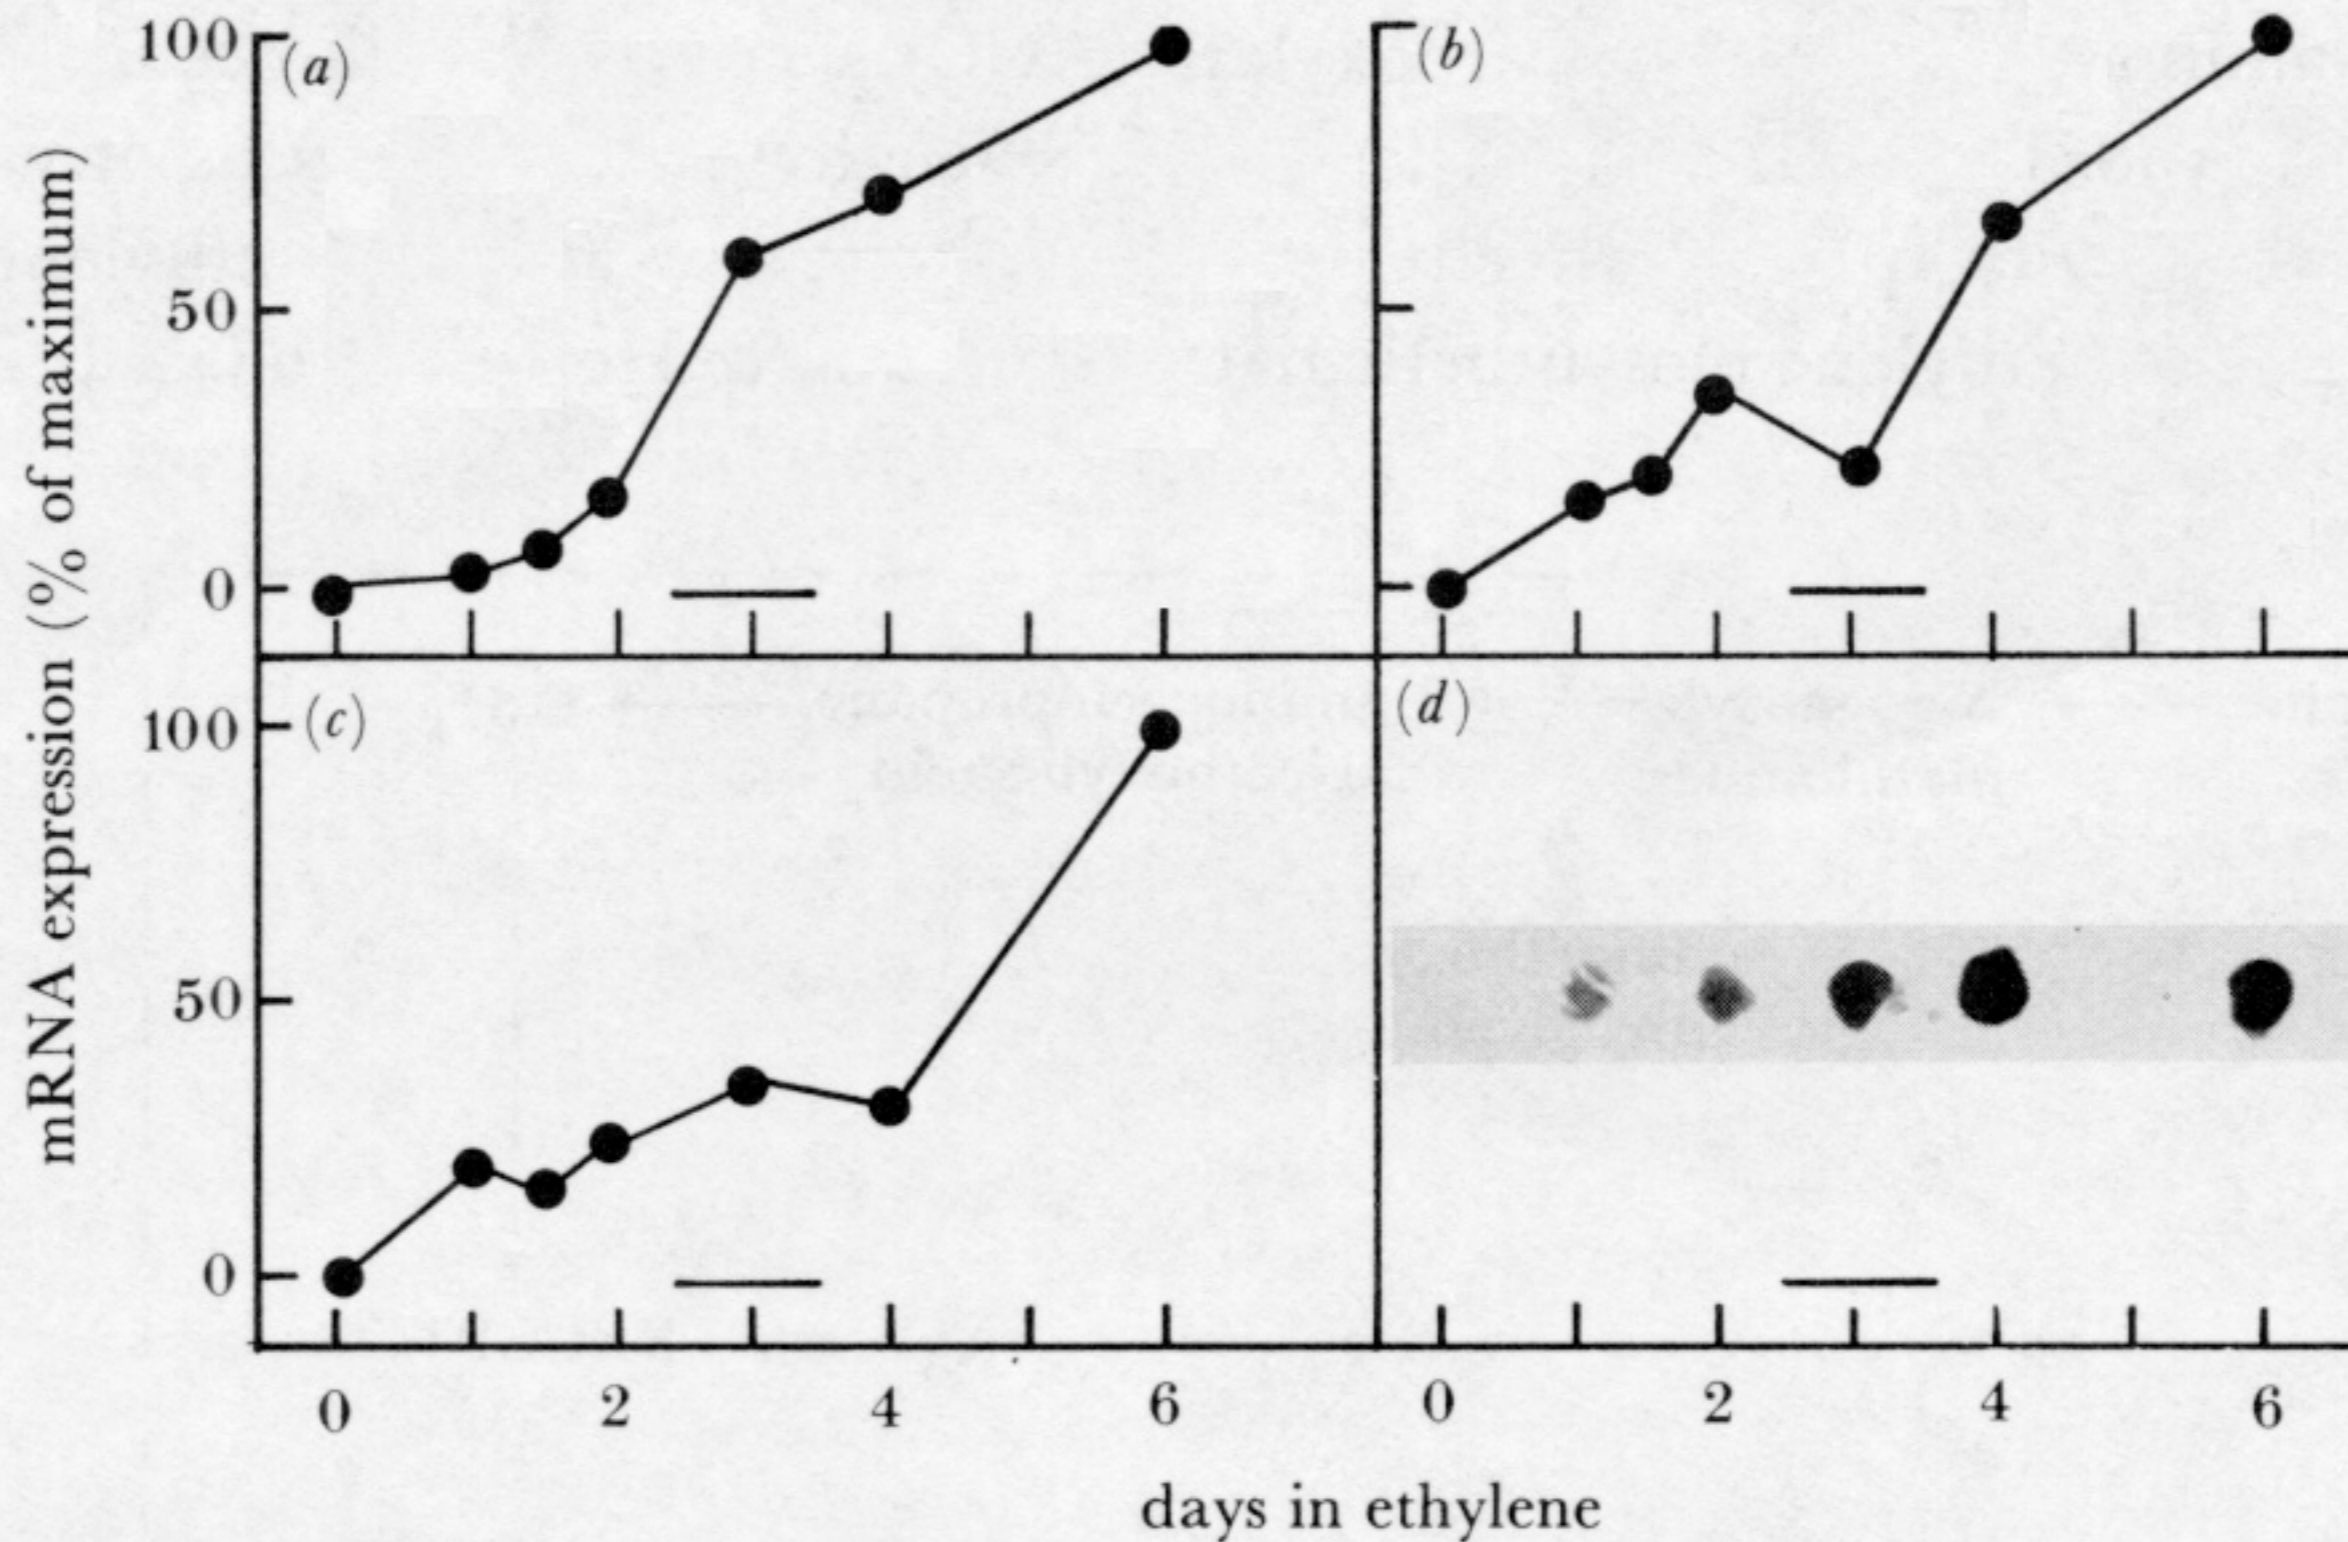 mRNA expression (% of maximum)
100
50
0
(a)
(b)
100
50
0
(c)
(d)
0 2 4 6
0 2 4 6
days in ethylene